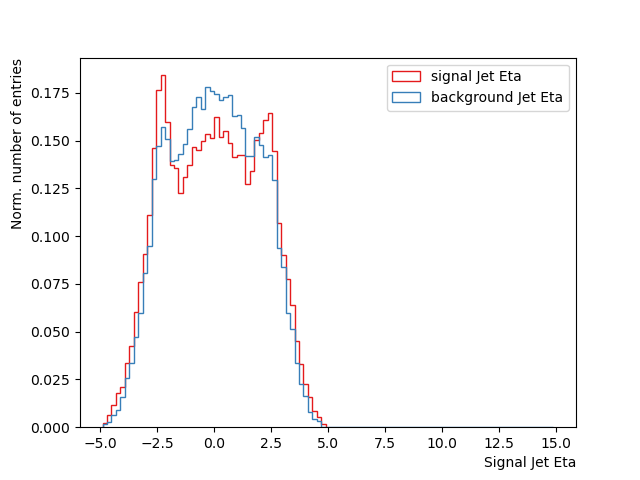 signal Jet Eta
background Jet Eta
Norm. number of entries
0.175
0.150
0.125
0.100
0.075
0.050
0.025
0.000
−5.0 −2.5 0.0 2.5 5.0 7.5 10.0 12.5 15.0
Signal Jet Eta